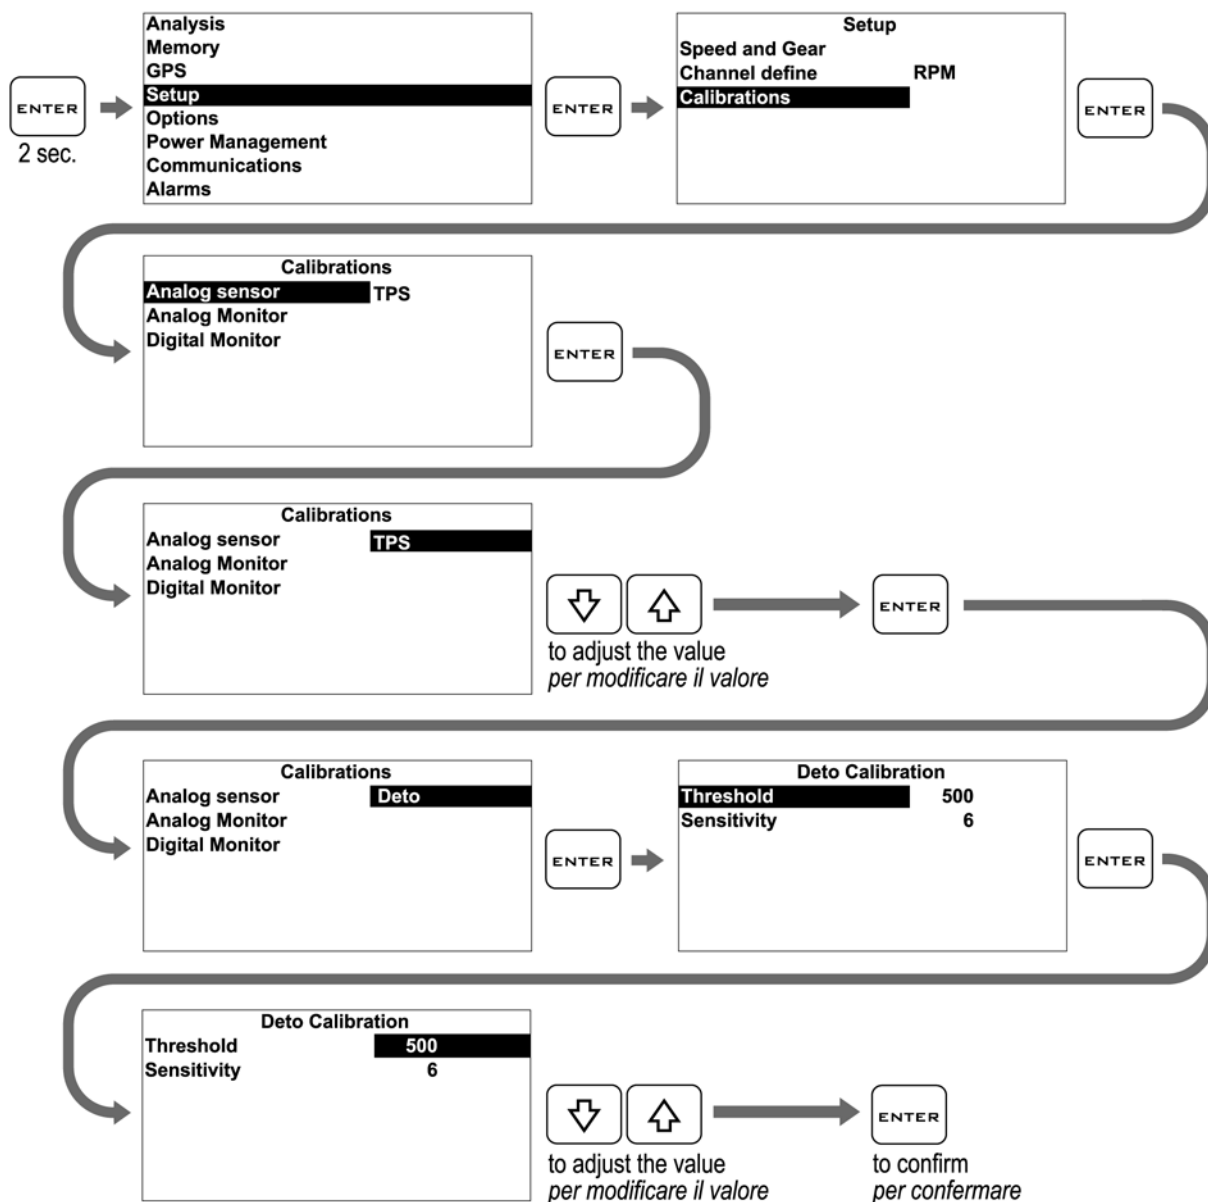 Analysis
Memory
GPS
Setup
Options
Power Management
Communications
Alarms
ENTER
2 sec.
ENTER
Setup
Speed and Gear
Channel define RPM
Calibrations
ENTER
Calibrations
Analog sensor TPS
Analog Monitor
Digital Monitor
ENTER
Calibrations
Analog sensor TPS
Analog Monitor
Digital Monitor
to adjust the value
per modificare il valore
ENTER
Calibrations
Analog sensor Deto
Analog Monitor
Digital Monitor
ENTER
Deto Calibration
Threshold 500
Sensitivity 6
ENTER
Deto Calibration
Threshold 500
Sensitivity 6
to adjust the value
per modificare il valore
ENTER
to confirm
per confermare